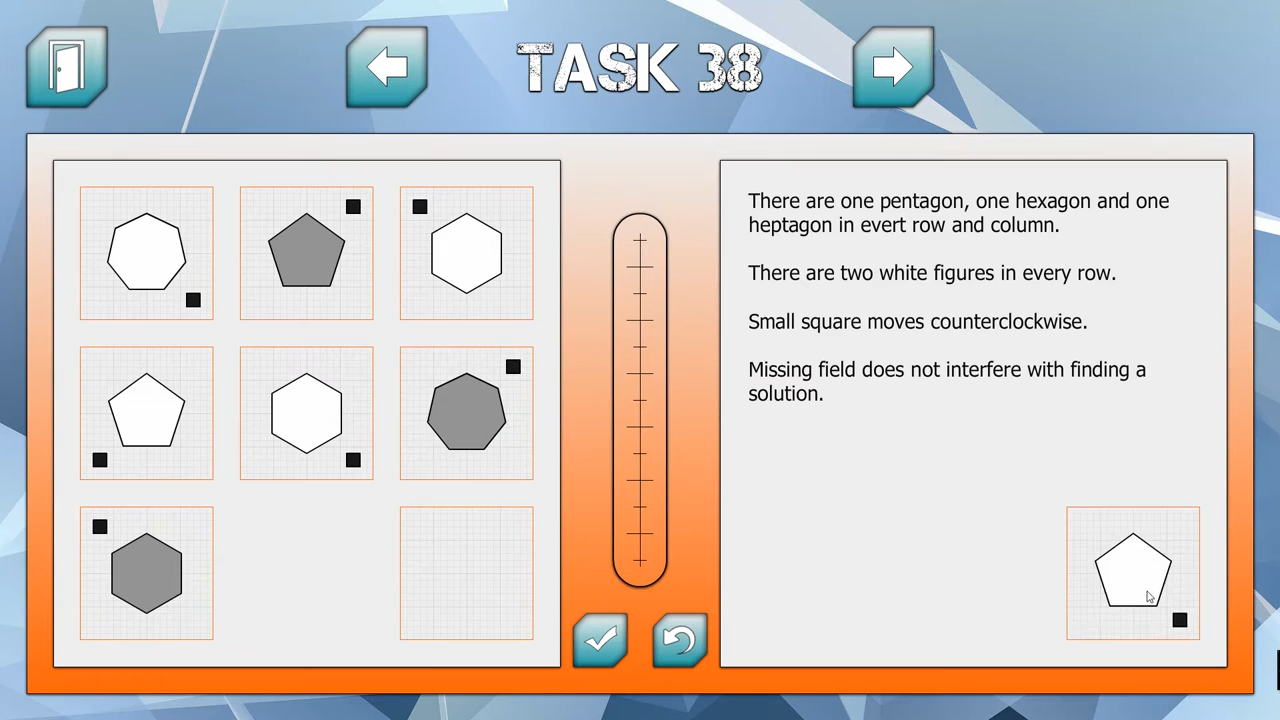 TASK 38
There are one pentagon, one hexagon and one
heptagon in evert row and column.
There are two white figures in every row.
Small square moves counterclockwise.
Missing field does not interfere with finding a
solution.